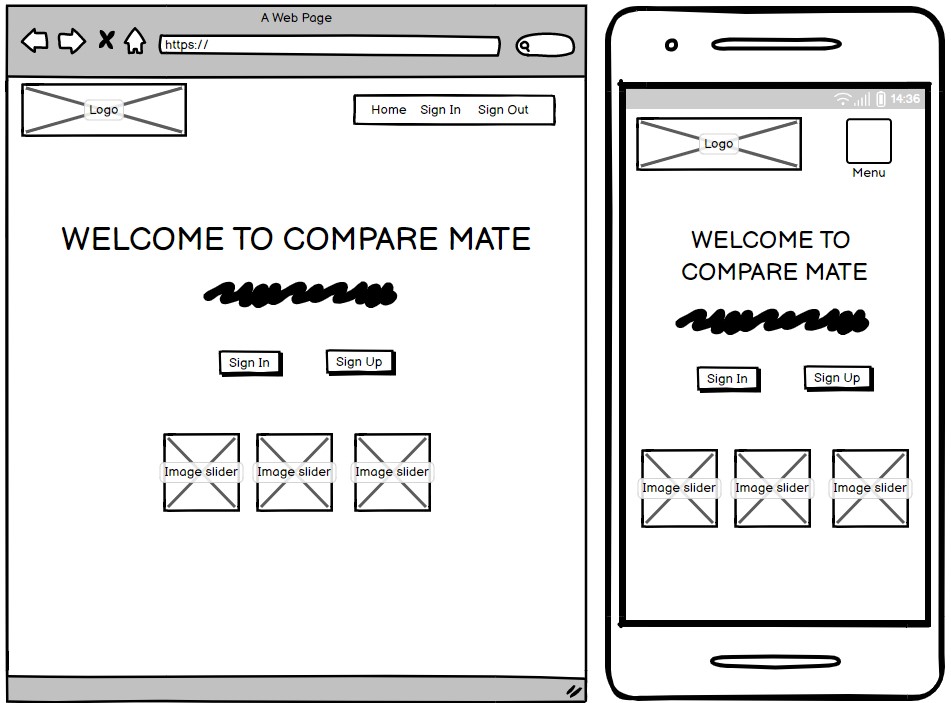 A Web Page
https://
Logo
Home Sign In Sign Out
WELCOME TO COMPARE MATE
Sign In Sign Up
Image slider Image slider Image slider
14:36
Logo
Menu
WELCOME TO
COMPARE MATE
Sign In Sign Up
Image slider Image slider Image slider